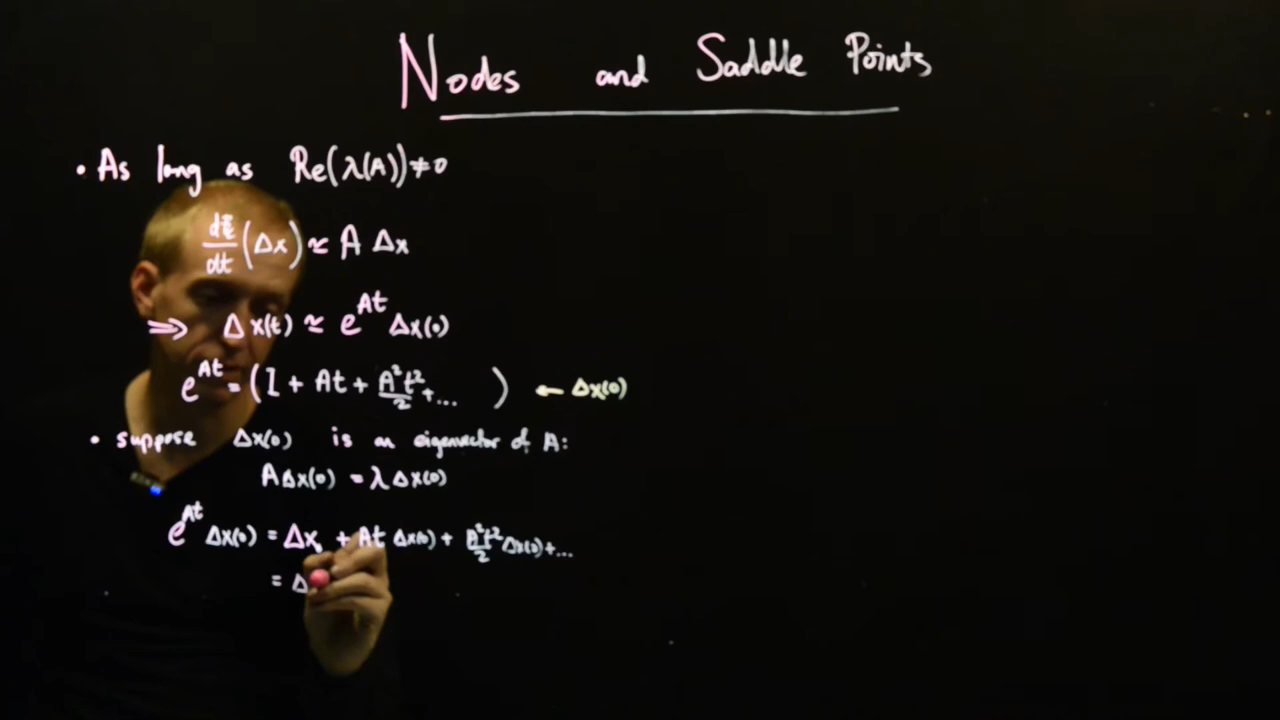 Nodes and Saddle Points
• As long as Re(λ(A))≠0
d/dt (Δx) ≃ A Δx
⇒ Δx(t) ≃ e^{At} Δx(0)
e^{At} = (I + At + A²t²/2 + ... ) ← Δx(0)
• suppose Δx(0) is an eigenvector of A:
AΔx(0) = λΔx(0)
e^{At} Δx(0) = Δx₀ + At Δx(0) + A²t²/2 Δx(0) + ...
= Δ